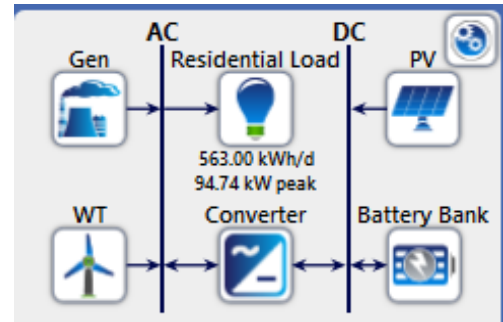 AC DC
Gen Residential Load PV
563.00 kWh/d
94.74 kW peak
WT Converter Battery Bank